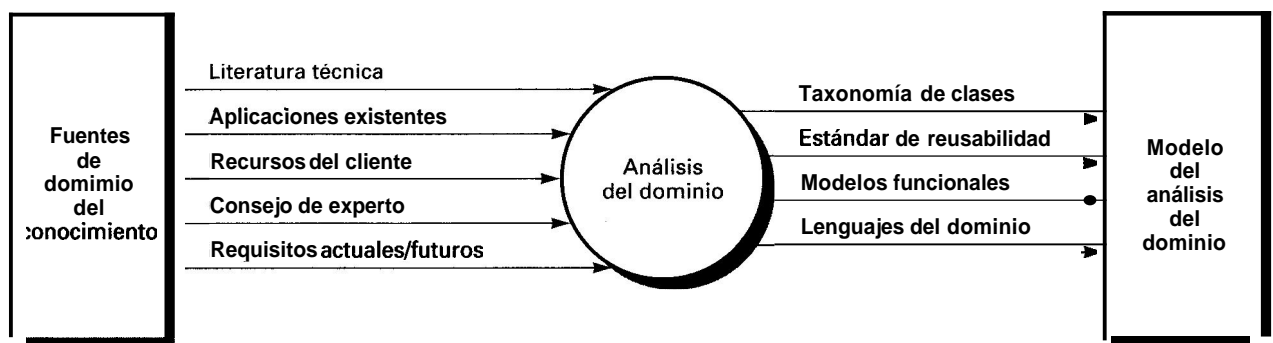 Fuentes
de
domimio
del
conocimiento
Literatura técnica
Aplicaciones existentes
Recursos del cliente
Consejo de experto
Requisitos actuales/futuros
Análisis
del dominio
Taxonomía de clases
Estándar de reusabilidad
Modelos funcionales
Lenguajes del dominio
Modelo
del
análisis
del
dominio